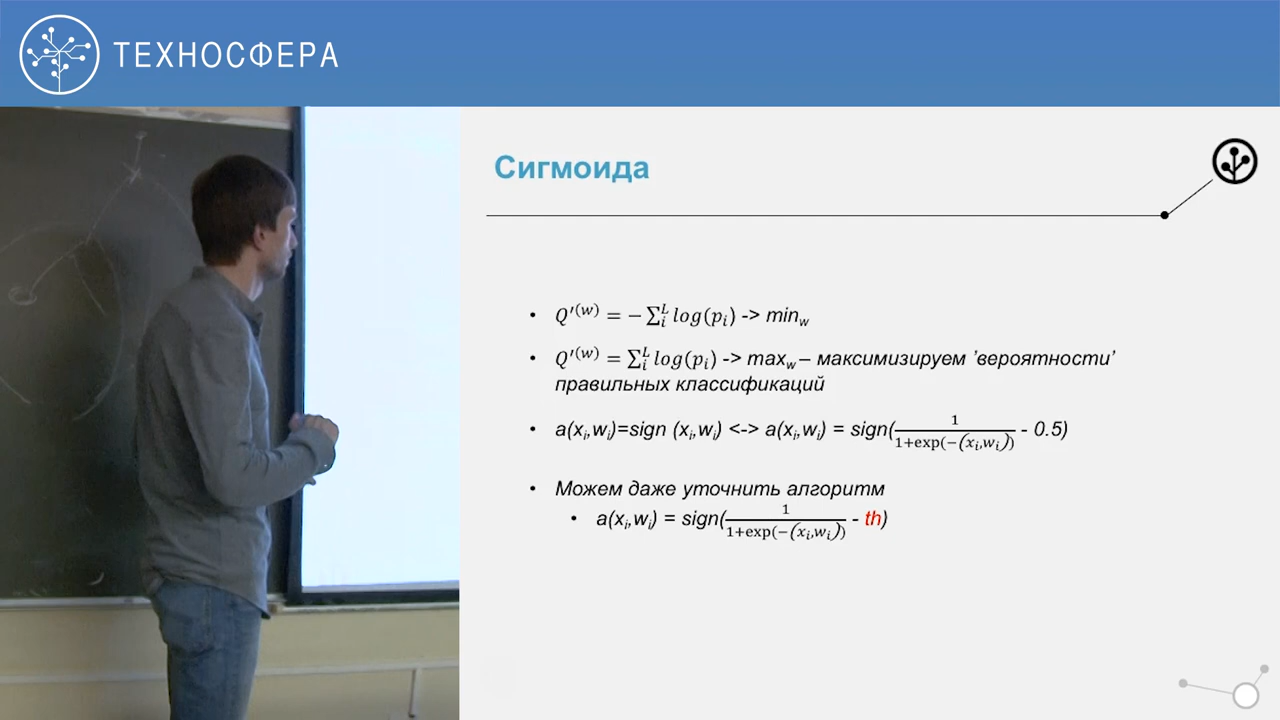 ТЕХНОСФЕРА
Сигмоида
• Q′⁽ʷ⁾ = − ∑ᵢᴸ log(pᵢ) -> min_w
• Q′⁽ʷ⁾ = ∑ᵢᴸ log(pᵢ) -> max_w – максимизируем ’вероятности’
правильных классификаций
• a(xᵢ,wᵢ)=sign (xᵢ,wᵢ) <-> a(xᵢ,wᵢ) = sign(1/(1+exp(−(xᵢ,wᵢ))) - 0.5)
• Можем даже уточнить алгоритм
• a(xᵢ,wᵢ) = sign(1/(1+exp(−(xᵢ,wᵢ))) - th)